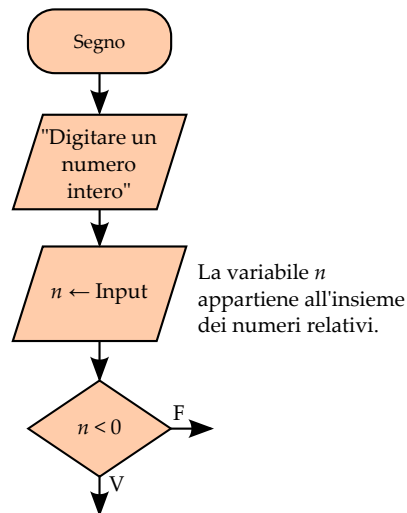 Segno
"Digitare un
numero
intero"
n ← Input
La variabile n
appartiene all'insieme
dei numeri relativi.
n < 0
F
V